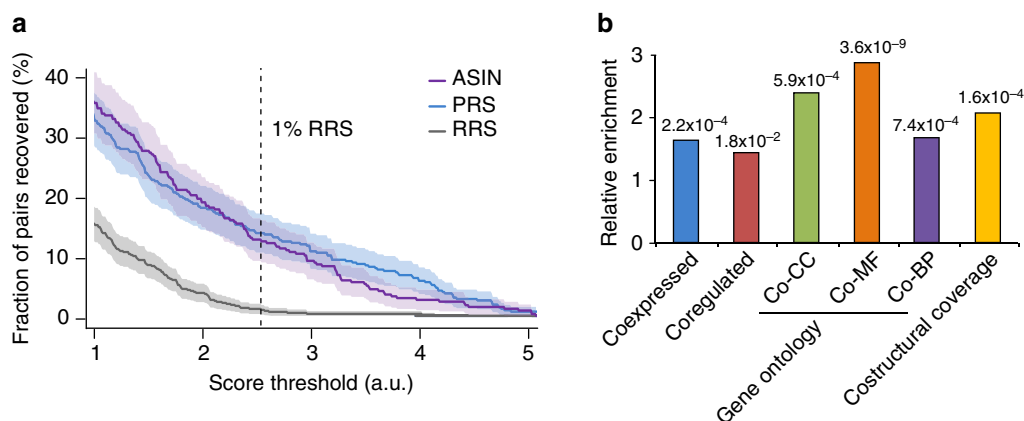 a
Fraction of pairs recovered (%)
40
30
20
10
0
1 2 3 4 5
Score threshold (a.u.)
1% RRS
ASIN
PRS
RRS
b
Relative enrichment
3
2
1
0
2.2x10⁻⁴
1.8x10⁻²
5.9x10⁻⁴
3.6x10⁻⁹
7.4x10⁻⁴
1.6x10⁻⁴
Coexpressed
Coregulated
Co-CC
Co-MF
Co-BP
Costructural coverage
Gene ontology